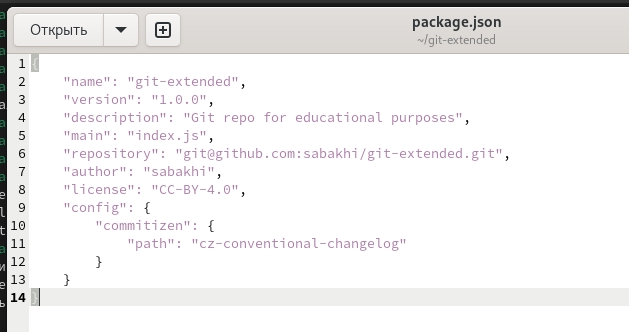 Открыть
package.json
~/git-extended
1 {
2     "name": "git-extended",
3     "version": "1.0.0",
4     "description": "Git repo for educational purposes",
5     "main": "index.js",
6     "repository": "git@github.com:sabakhi/git-extended.git",
7     "author": "sabakhi",
8     "license": "CC-BY-4.0",
9     "config": {
10         "commitizen": {
11             "path": "cz-conventional-changelog"
12         }
13     }
14 }